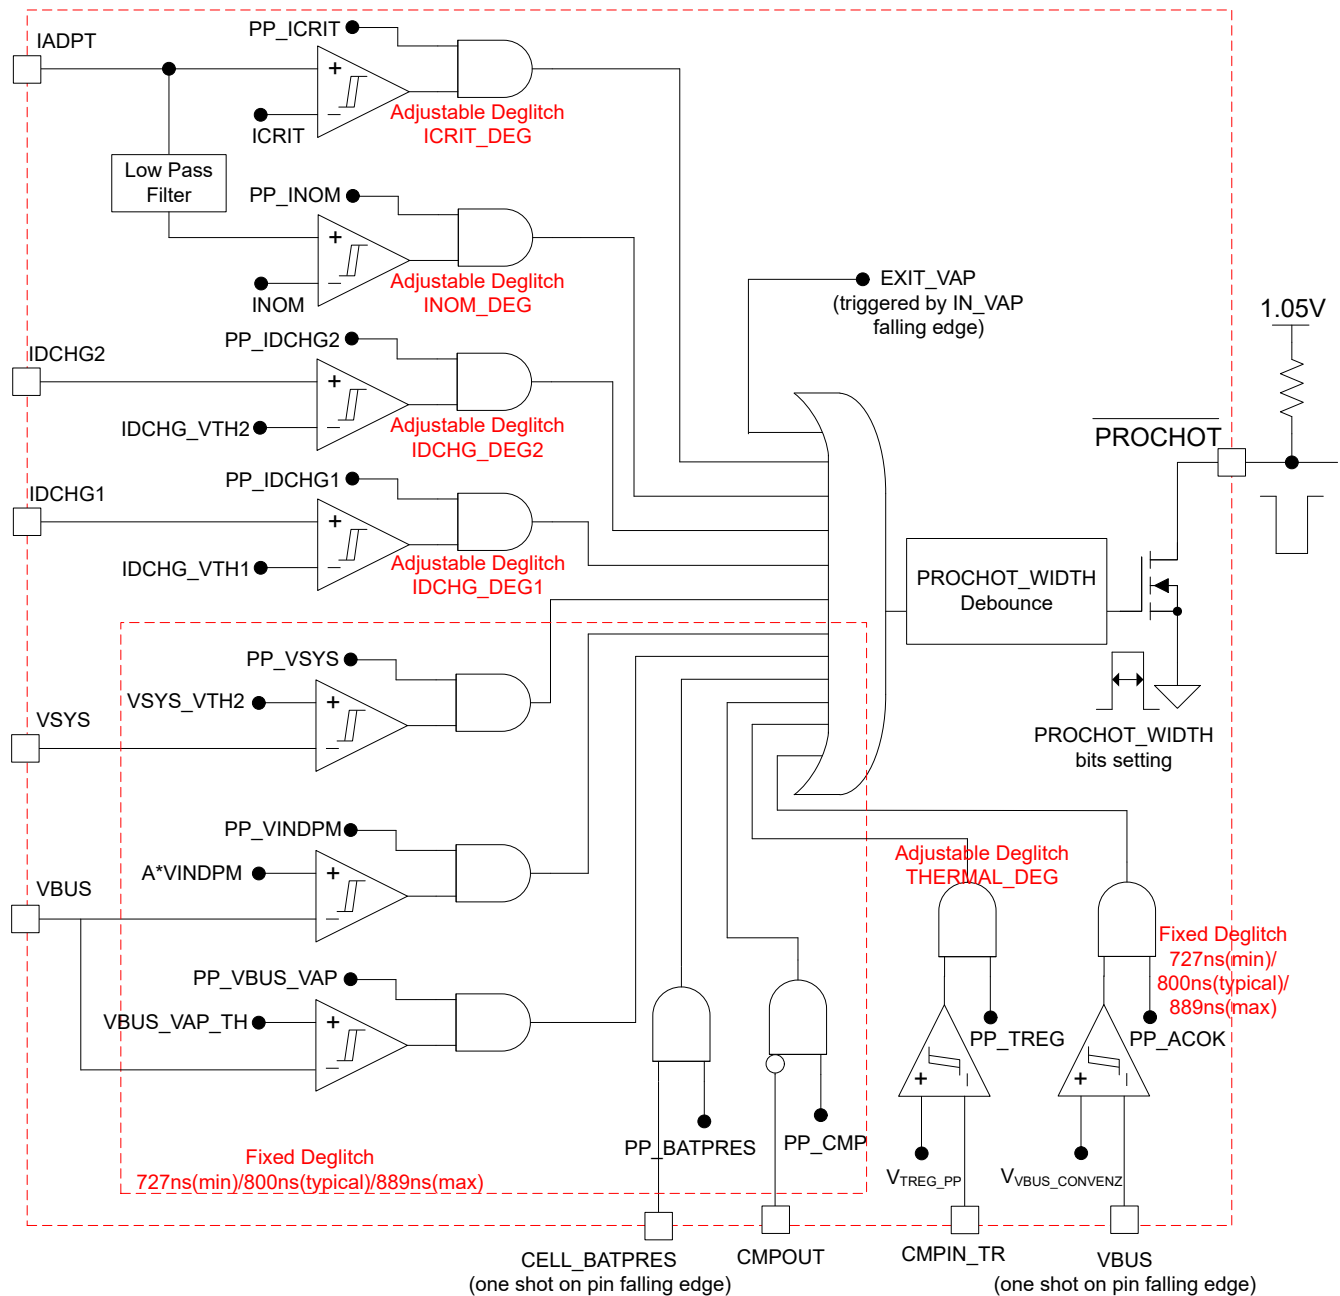 IADPT
PP_ICRIT
+
−
ICRIT
Adjustable Deglitch
ICRIT_DEG
Low Pass
Filter
PP_INOM
+
−
INOM
Adjustable Deglitch
INOM_DEG
EXIT_VAP
(triggered by IN_VAP
falling edge)
1.05V
IDCHG2
PP_IDCHG2
+
−
IDCHG_VTH2
Adjustable Deglitch
IDCHG_DEG2
PROCHOT
IDCHG1
PP_IDCHG1
+
−
IDCHG_VTH1
Adjustable Deglitch
IDCHG_DEG1
PROCHOT_WIDTH
Debounce
PP_VSYS
VSYS_VTH2
+
−
VSYS
PROCHOT_WIDTH
bits setting
PP_VINDPM
A*VINDPM
+
−
VBUS
Adjustable Deglitch
THERMAL_DEG
Fixed Deglitch
727ns(min)/
800ns(typical)/
889ns(max)
PP_VBUS_VAP
VBUS_VAP_TH
+
−
PP_TREG
PP_ACOK
+
−
+
−
PP_BATPRES
PP_CMP
Fixed Deglitch
727ns(min)/800ns(typical)/889ns(max)
VTREG_PP
VVBUS_CONVENZ
CELL_BATPRES
(one shot on pin falling edge)
CMPOUT
CMPIN_TR
VBUS
(one shot on pin falling edge)